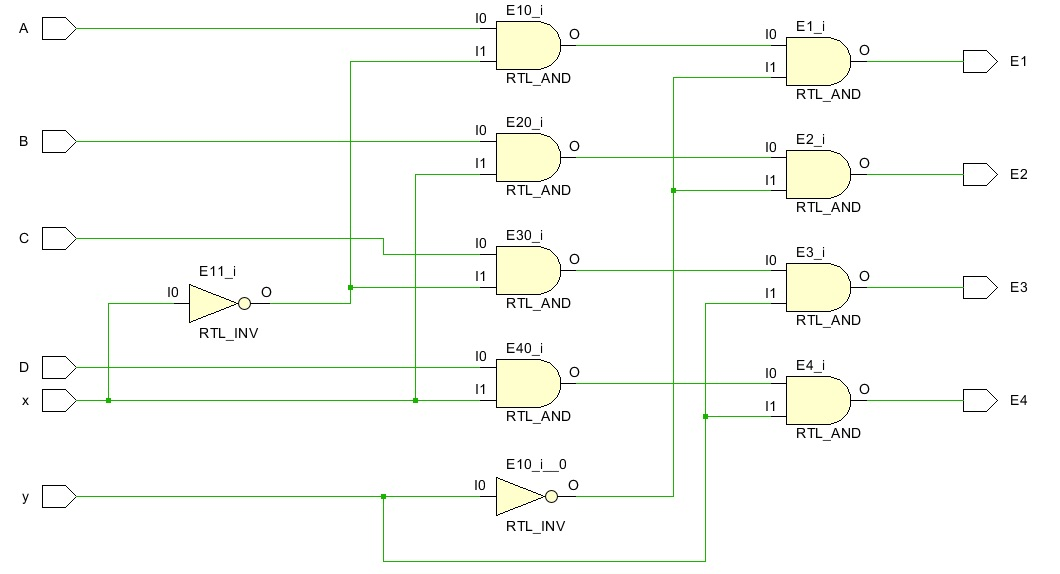 E10_i
A
I0
O
I1
RTL_AND
E1_i
I0
O
I1
E1
RTL_AND
E20_i
B
I0
O
I1
RTL_AND
E2_i
I0
O
I1
E2
RTL_AND
E30_i
C
I0
O
I1
RTL_AND
E3_i
I0
O
I1
E3
RTL_AND
E11_i
I0
O
RTL_INV
E40_i
D
I0
O
x
I1
RTL_AND
E4_i
I0
O
I1
E4
RTL_AND
E10_i__0
y
I0
O
RTL_INV